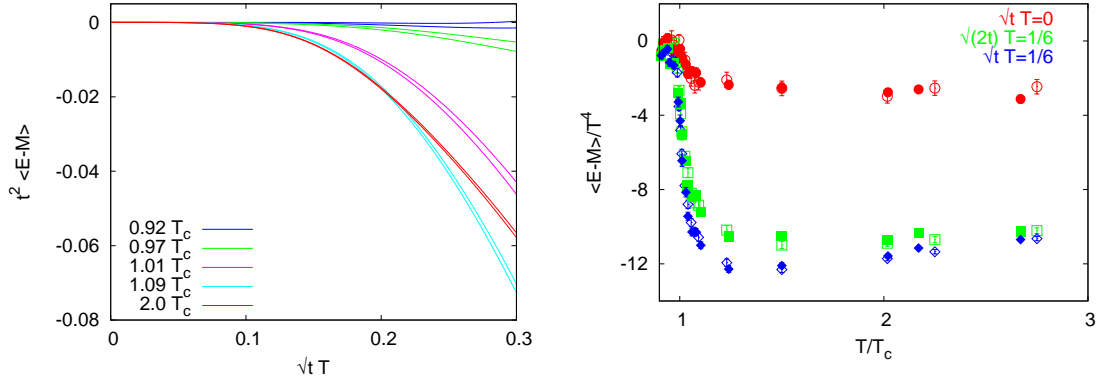 0
-0.02
-0.04
-0.06
-0.08
t² <E-M>
0.92 T_c
0.97 T_c
1.01 T_c
1.09 T_c
2.0 T_c
0
0.1
0.2
0.3
√t T
√t T=0
√(2t) T=1/6
√t T=1/6
0
-4
-8
-12
<E-M>/T⁴
1
2
3
T/T_c